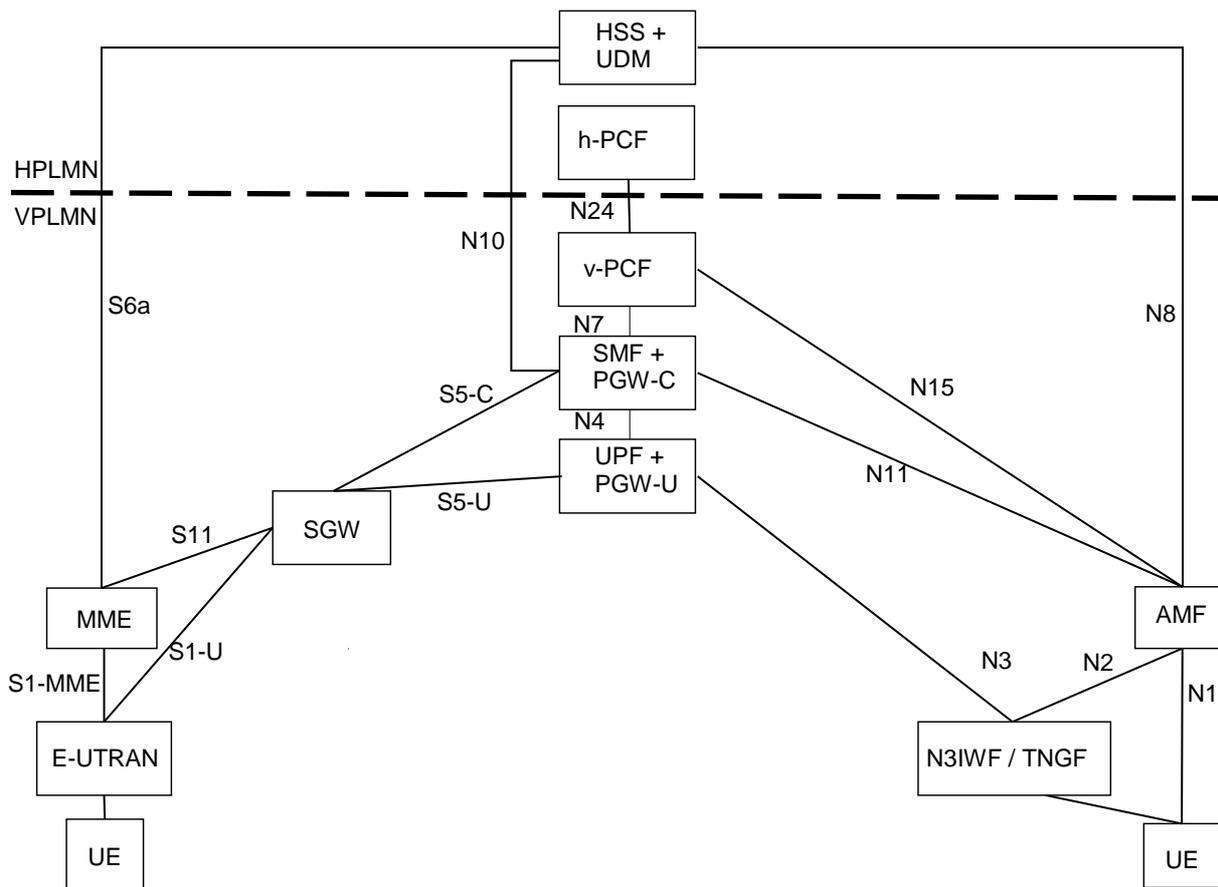 HSS +
UDM
h-PCF
HPLMN
VPLMN
N24
N10
v-PCF
S6a
N8
N7
SMF +
PGW-C
S5-C
N15
N4
UPF +
PGW-U
N11
S5-U
SGW
S11
MME
AMF
S1-U
N3
N2
S1-MME
N1
E-UTRAN
N3IWF / TNGF
UE
UE